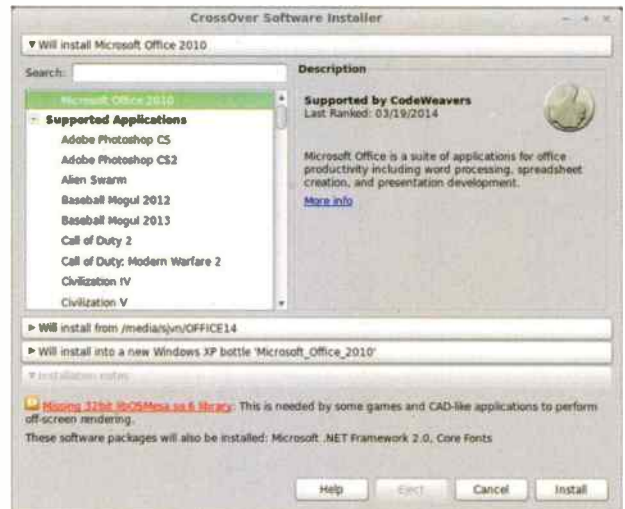 CrossOver Software Installer
Will install Microsoft Office 2010
Search:
Microsoft Office 2010
Supported Applications
Adobe Photoshop CS
Adobe Photoshop CS2
Alien Swarm
Baseball Mogul 2012
Baseball Mogul 2013
Call of Duty 2
Call of Duty: Modern Warfare 2
Civilization IV
Civilization V
Description
Supported by CodeWeavers
Last Ranked: 03/19/2014
Microsoft Office is a suite of applications for office
productivity including word processing, spreadsheet
creation, and presentation development.
More info
Will install from /media/sjvn/OFFICE14
Will install into a new Windows XP bottle 'Microsoft_Office_2010'
Installation notes
Missing 32bit libOSMesa.so.6 library: This is needed by some games and CAD-like applications to perform
off-screen rendering.
These software packages will also be installed: Microsoft .NET Framework 2.0, Core Fonts
Help
Eject
Cancel
Install